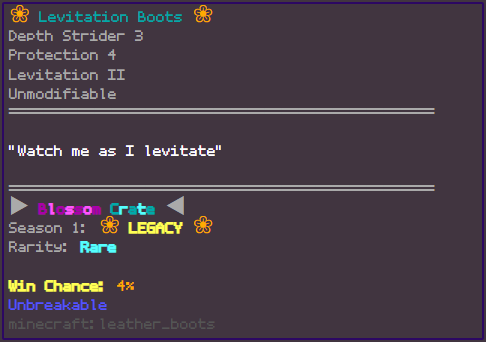 Levitation Boots
Depth Strider 3
Protection 4
Levitation II
Unmodifiable
"Watch me as I levitate"
Blossom Crate
Season 1: LEGACY
Rarity: Rare
Win Chance: 4%
Unbreakable
minecraft:leather_boots